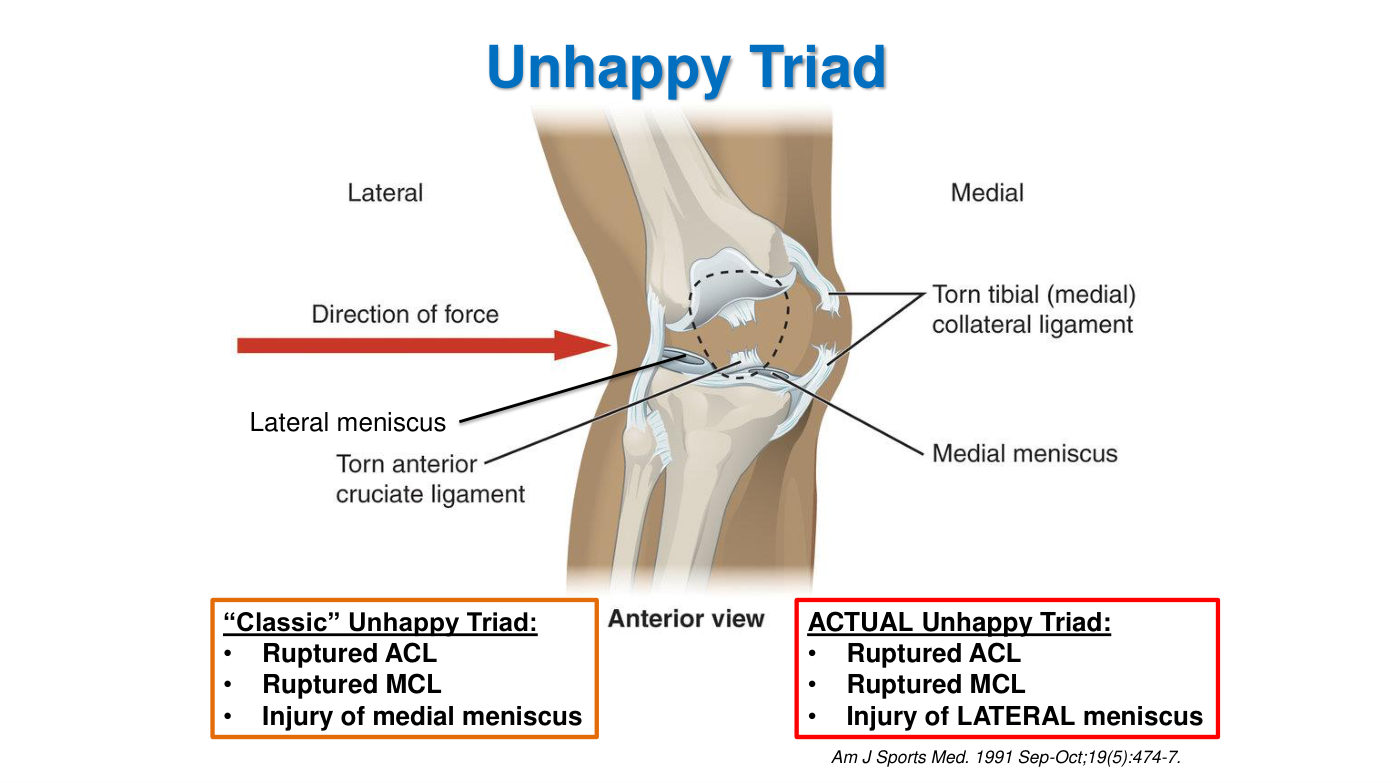 Unhappy Triad
Lateral
Medial
Direction of force
Torn tibial (medial)
collateral ligament
Lateral meniscus
Torn anterior
cruciate ligament
Medial meniscus
Anterior view
“Classic” Unhappy Triad:
• Ruptured ACL
• Ruptured MCL
• Injury of medial meniscus
ACTUAL Unhappy Triad:
• Ruptured ACL
• Ruptured MCL
• Injury of LATERAL meniscus
Am J Sports Med. 1991 Sep-Oct;19(5):474-7.